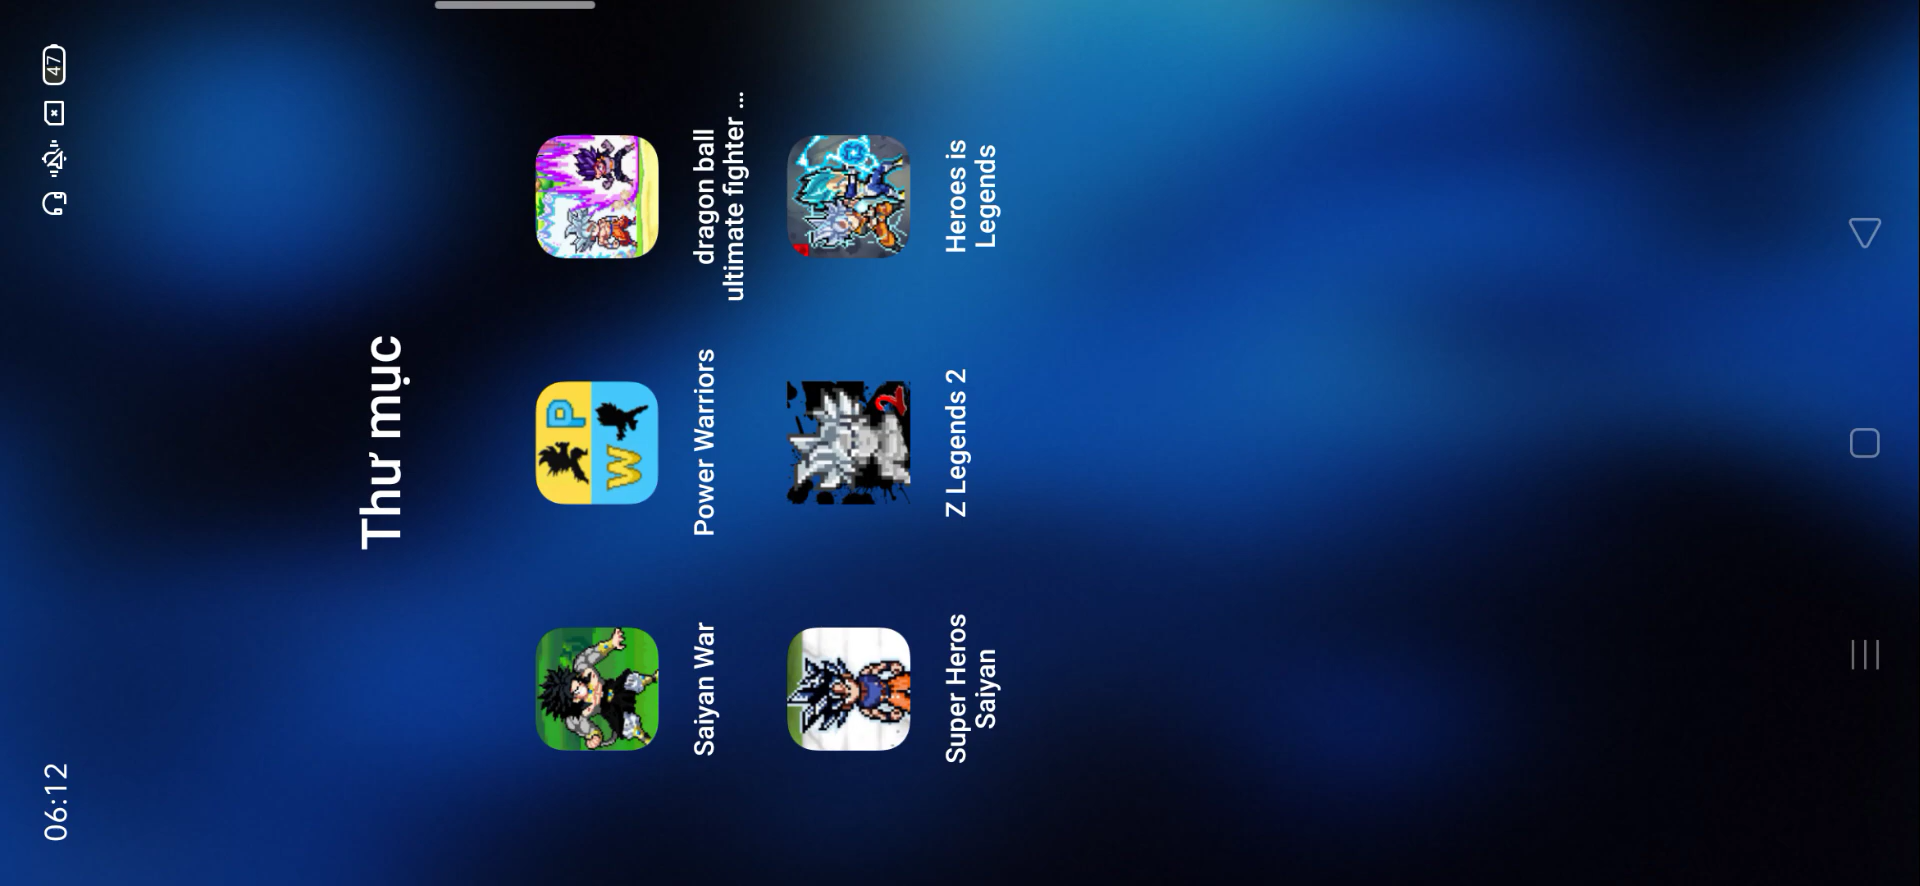 06:12
47
Thư mục
P
W
2
Saiyan War
Power Warriors
dragon ball
ultimate fighter ...
Super Heros
Saiyan
Z Legends 2
Heroes is
Legends